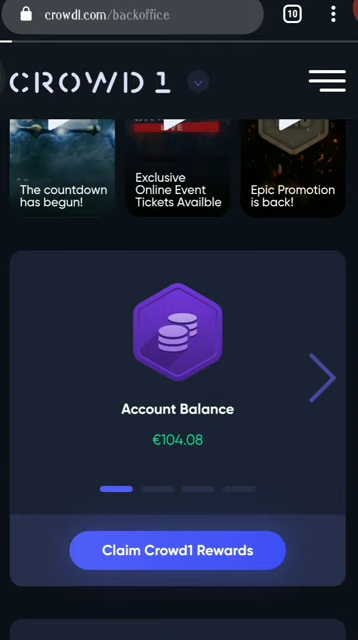 crowd1.com/backoffice
10
CROWD 1
LIVE
The countdown
has begun!
Exclusive
Online Event
Tickets Availble
Epic Promotion
is back!
Account Balance
€104.08
Claim Crowd1 Rewards